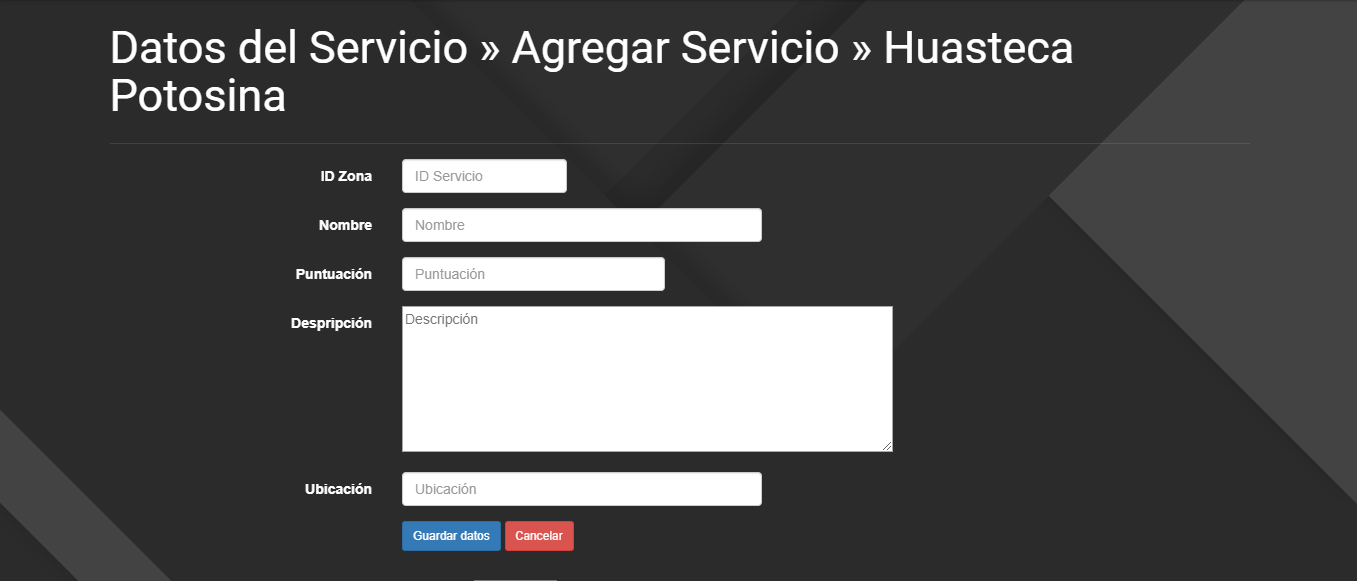 Datos del Servicio » Agregar Servicio » Huasteca
Potosina
ID Zona ID Servicio
Nombre Nombre
Puntuación Puntuación
Despripción Descripción
Ubicación Ubicación
Guardar datos Cancelar